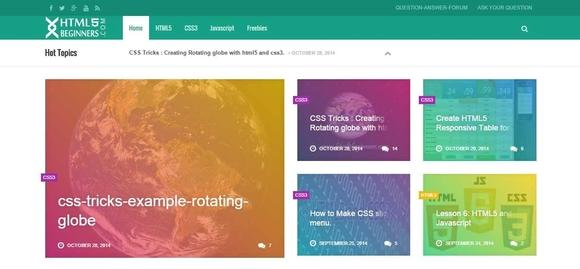 QUESTION-ANSWER-FORUM ASK YOUR QUESTION
HTML5 BEGINNERS .COM
Home HTML5 CSS3 Javascript Freebies
Hot Topics CSS Tricks : Creating Rotating globe with html5 and css3. • OCTOBER 28, 2014
CSS3
css-tricks-example-rotating-
globe
OCTOBER 28, 2014 7
CSS3
CSS Tricks : Creating
Rotating globe with ht
OCTOBER 28, 2014 14
CSS3
Create HTML5
Responsive Table for
OCTOBER 20, 2014 6
CSS3
How to Make CSS sli
menu.
SEPTEMBER 25, 2014 5
HTML5
Lesson 6: HTML5 and
Javascript
SEPTEMBER 24, 2014 2
HTML JS CSS